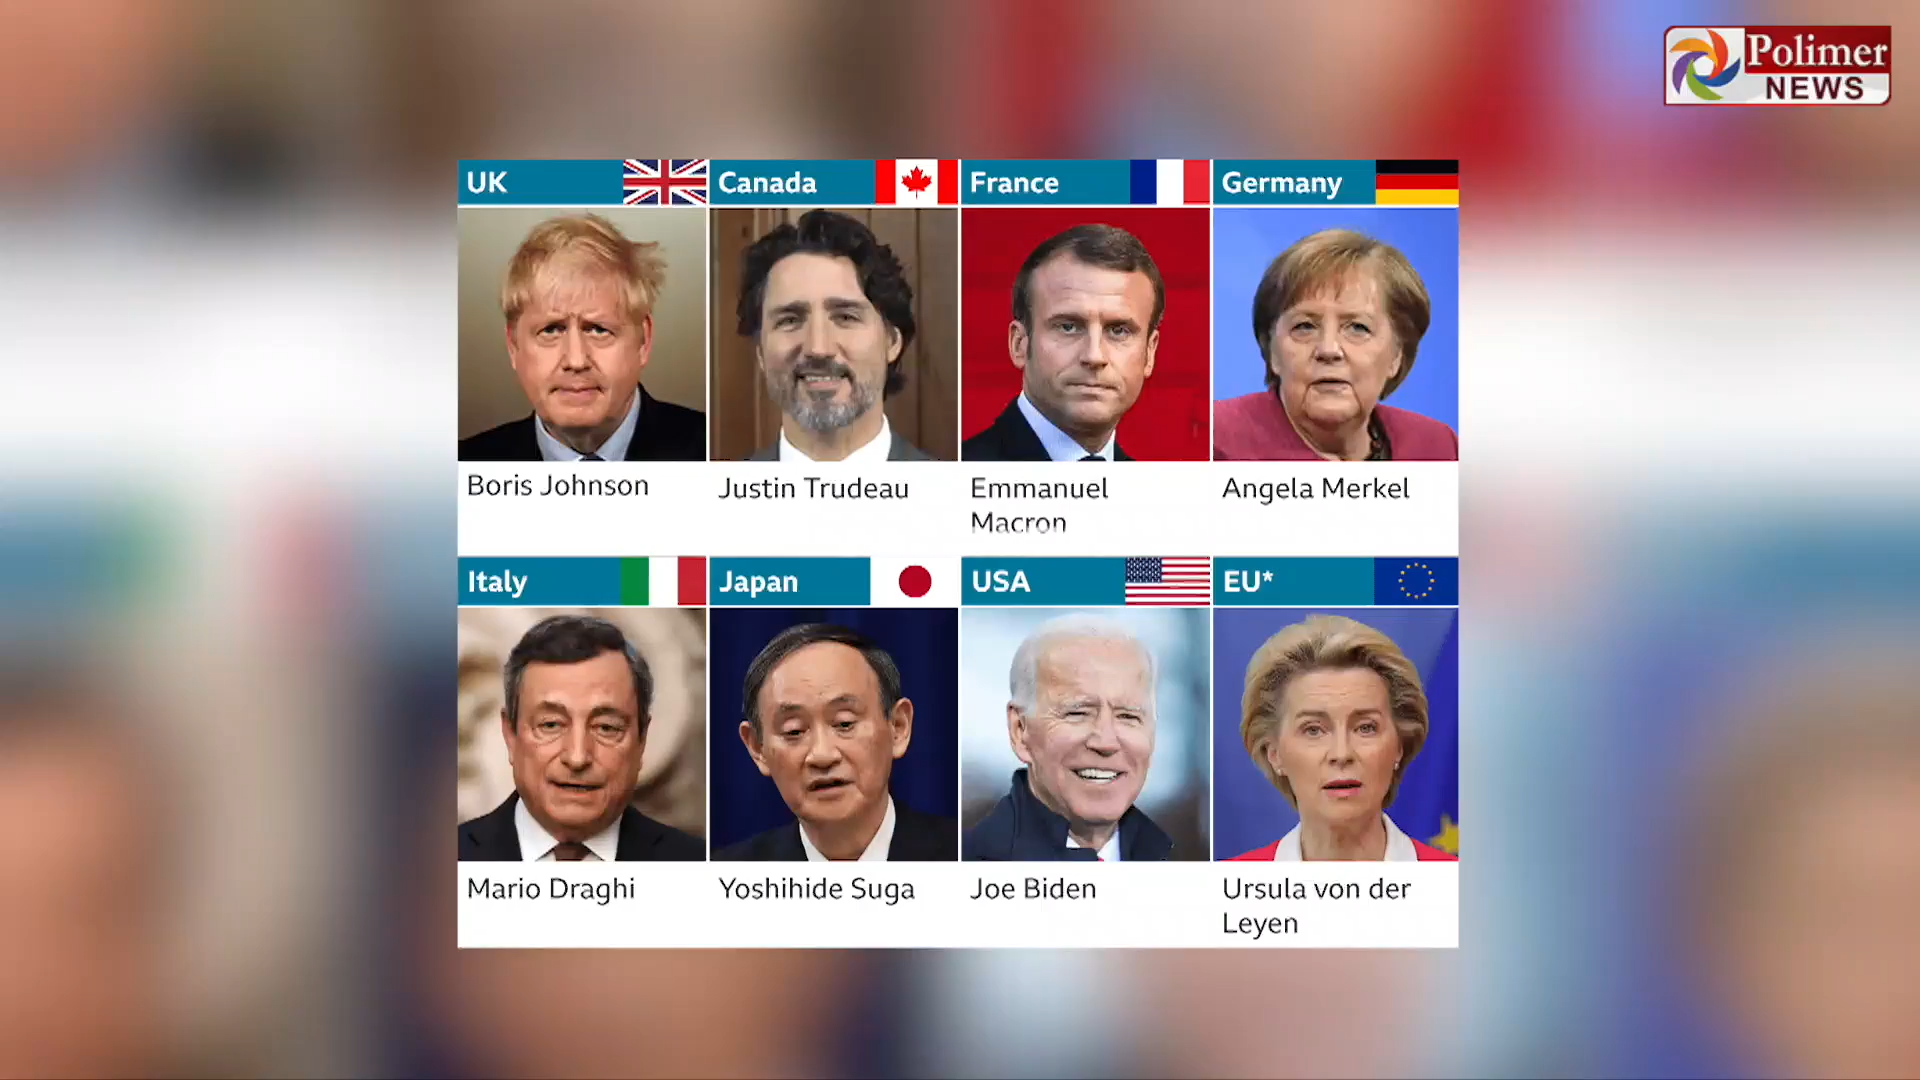 Polimer
NEWS
UK
Canada
France
Germany
Boris Johnson
Justin Trudeau
Emmanuel
Macron
Angela Merkel
Italy
Japan
USA
EU*
Mario Draghi
Yoshihide Suga
Joe Biden
Ursula von der
Leyen